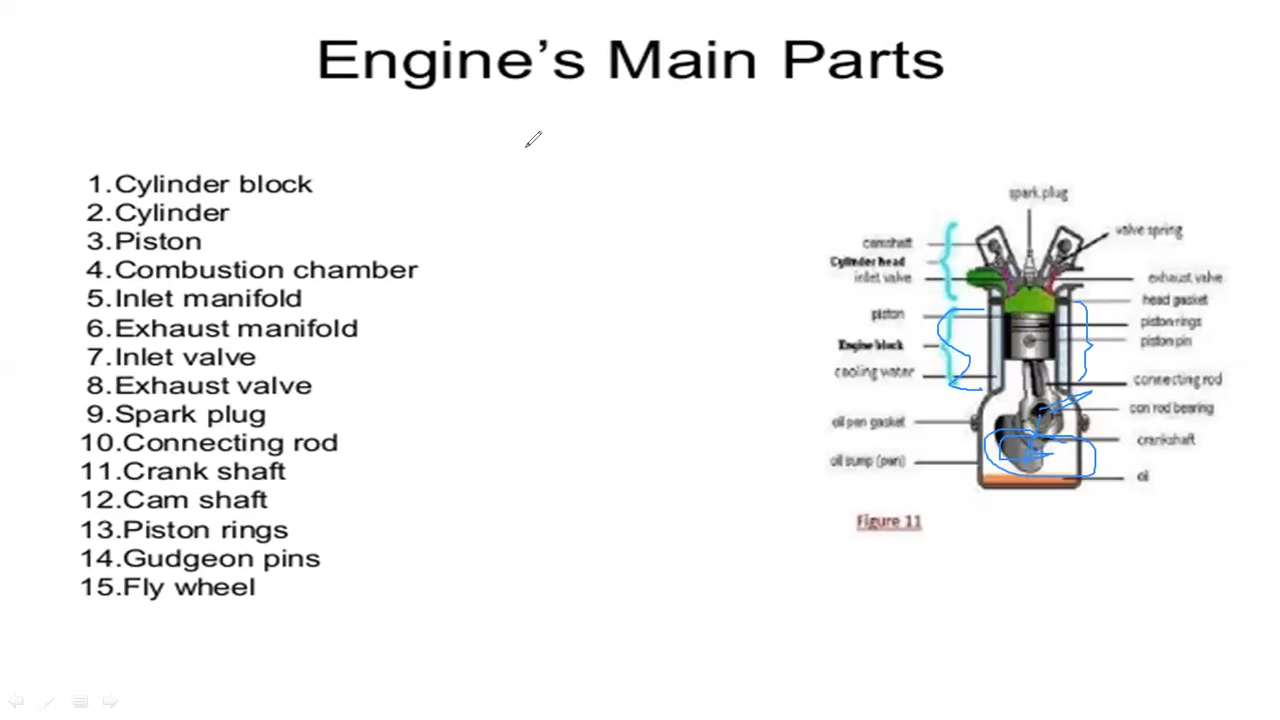 Engine's Main Parts
1.Cylinder block
2.Cylinder
3.Piston
4.Combustion chamber
5.Inlet manifold
6.Exhaust manifold
7.Inlet valve
8.Exhaust valve
9.Spark plug
10.Connecting rod
11.Crank shaft
12.Cam shaft
13.Piston rings
14.Gudgeon pins
15.Fly wheel
spark plug
camshaft
Cylinder head
inlet valve
piston
Engine block
cooling water
oil pan gasket
oil sump (pan)
valve spring
exhaust valve
head gasket
piston rings
piston pin
connecting rod
con rod bearing
crankshaft
oil
Figure 11